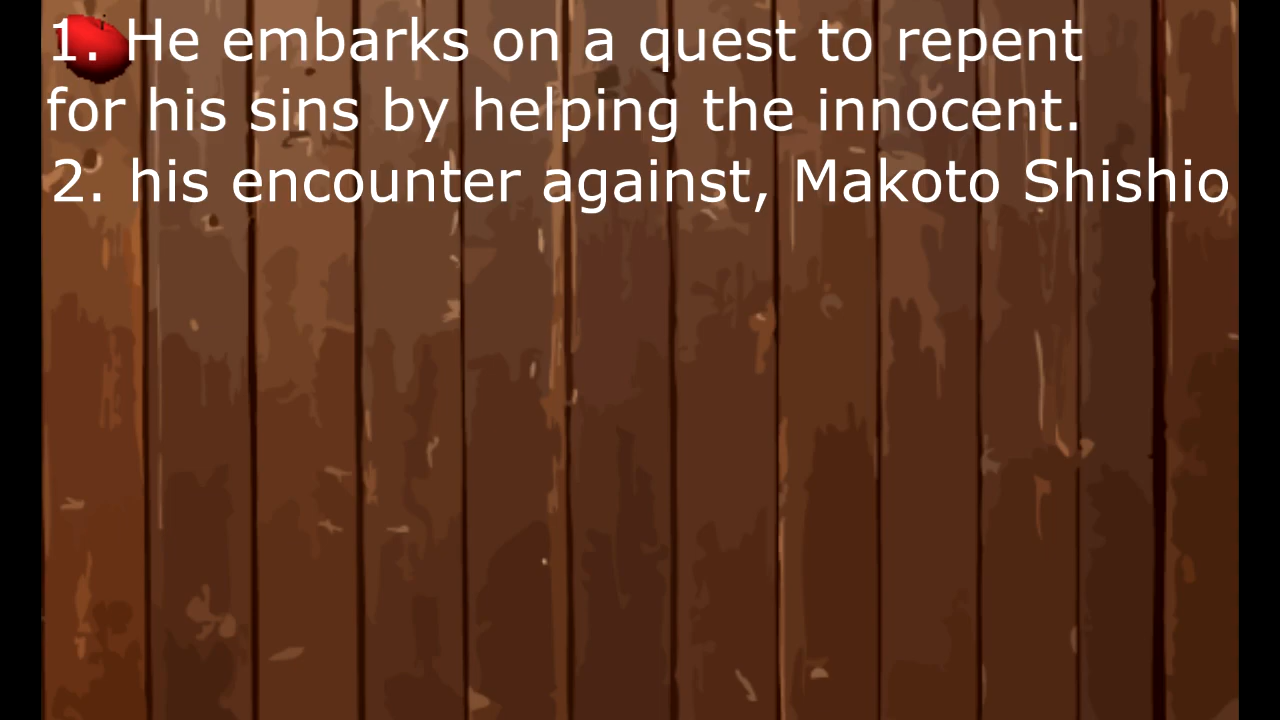 1. He embarks on a quest to repent
for his sins by helping the innocent.
2. his encounter against, Makoto Shishio